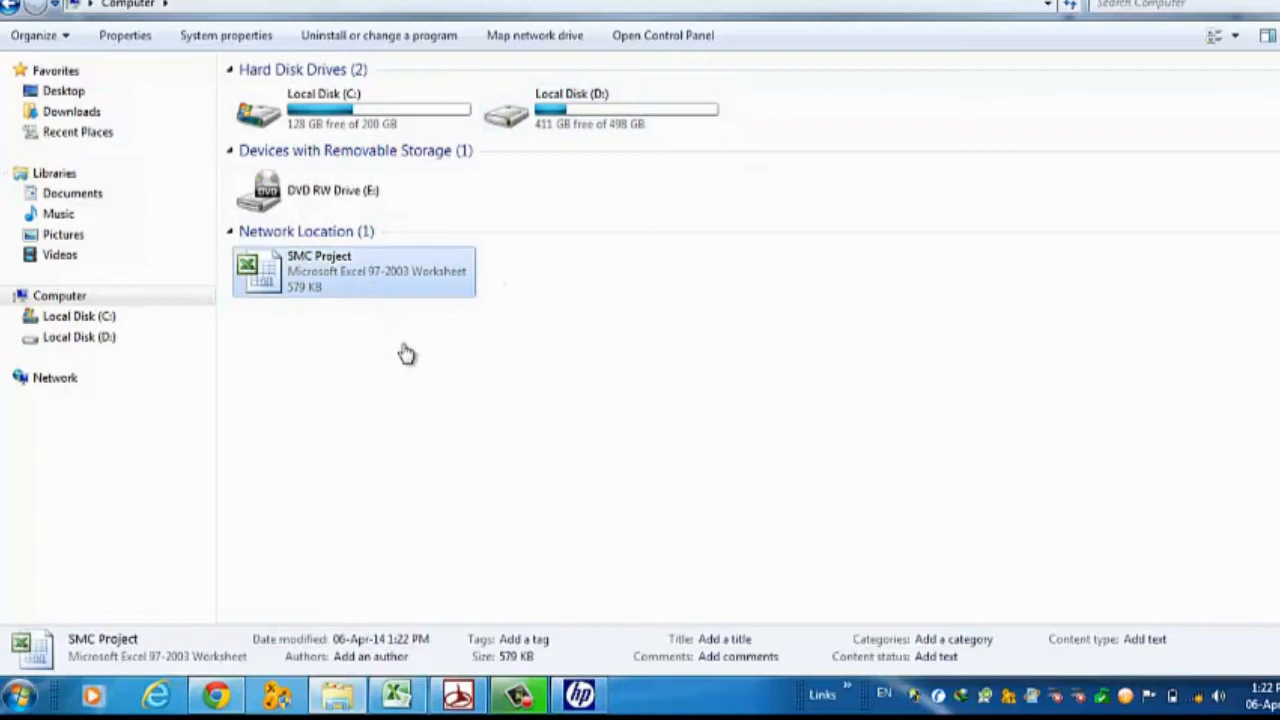 Computer
Search Computer
Organize Properties System properties Uninstall or change a program Map network drive Open Control Panel
Favorites
Desktop
Downloads
Recent Places
Libraries
Documents
Music
Pictures
Videos
Computer
Local Disk (C:)
Local Disk (D:)
Network
Hard Disk Drives (2)
Local Disk (C:)
128 GB free of 200 GB
Local Disk (D:)
411 GB free of 498 GB
Devices with Removable Storage (1)
DVD
DVD RW Drive (E:)
Network Location (1)
SMC Project
Microsoft Excel 97-2003 Worksheet
579 KB
SMC Project Date modified: 06-Apr-14 1:22 PM Tags: Add a tag Title: Add a title Categories: Add a category Content type: Add text
Microsoft Excel 97-2003 Worksheet Authors: Add an author Size: 579 KB Comments: Add comments Content status: Add text
hp
Links
EN
1:22 P
06-Ap